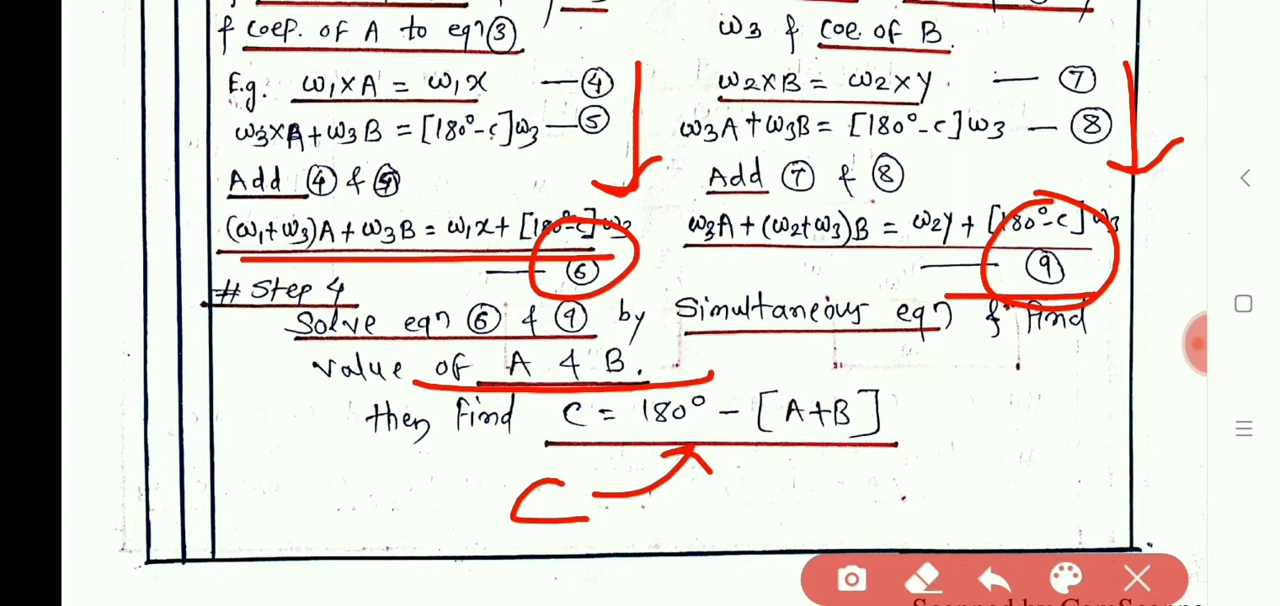 & coef. of A to eqn ③
E.g. ω1×A = ω1x —④
ω3×A+ω3B = [180°-c]ω3 —⑤
Add ④ & ⑤
(ω1+ω3)A+ω3B = ω1x+[180°-c]ω3
— ⑥
ω3 & coe. of B.
ω2×B = ω2×y — ⑦
ω3A+ω3B = [180°-c]ω3 — ⑧
Add ⑦ & ⑧
ω3A+(ω2+ω3)B = ω2y+[180°-c]ω3
— ⑨
# Step 4
Solve eqn ⑥ & ⑨ by Simultaneous eqn & find
value of A & B.
then find C = 180° - [A+B]
C